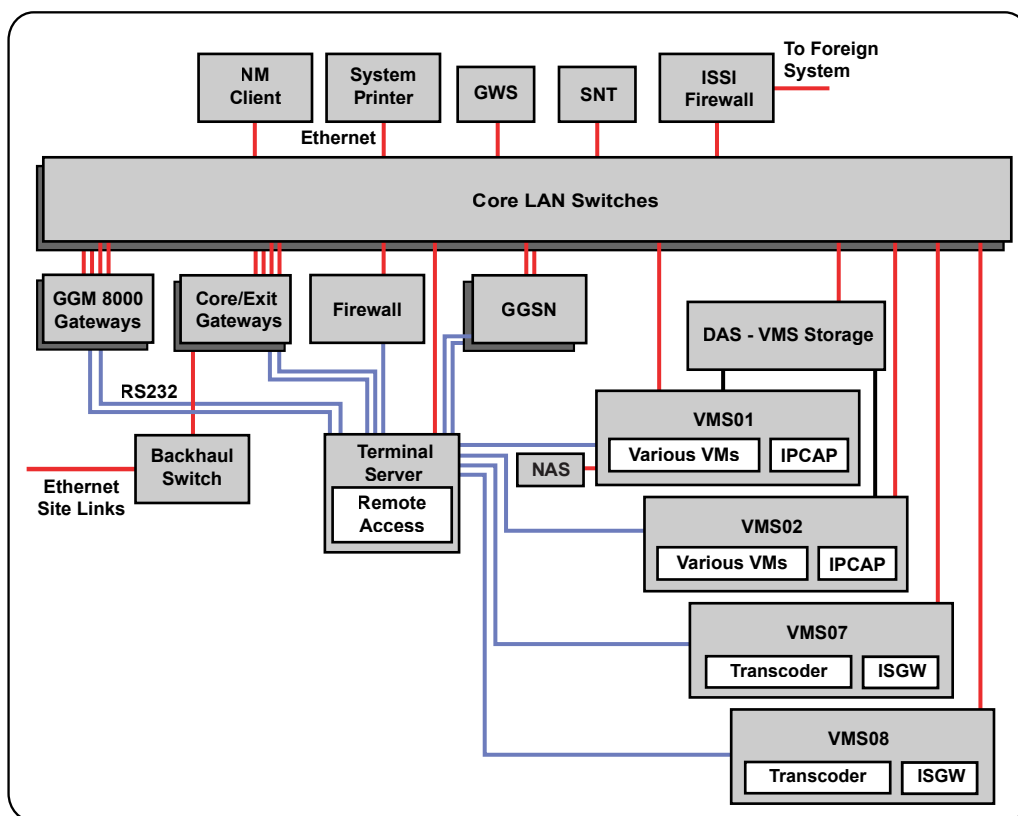 To Foreign
System
NM
Client
System
Printer
GWS
SNT
ISSI
Firewall
Ethernet
Core LAN Switches
GGM 8000
Gateways
Core/Exit
Gateways
Firewall
GGSN
DAS - VMS Storage
RS232
Backhaul
Switch
Ethernet
Site Links
Terminal
Server
Remote
Access
NAS
VMS01
Various VMs
IPCAP
VMS02
Various VMs
IPCAP
VMS07
Transcoder
ISGW
VMS08
Transcoder
ISGW